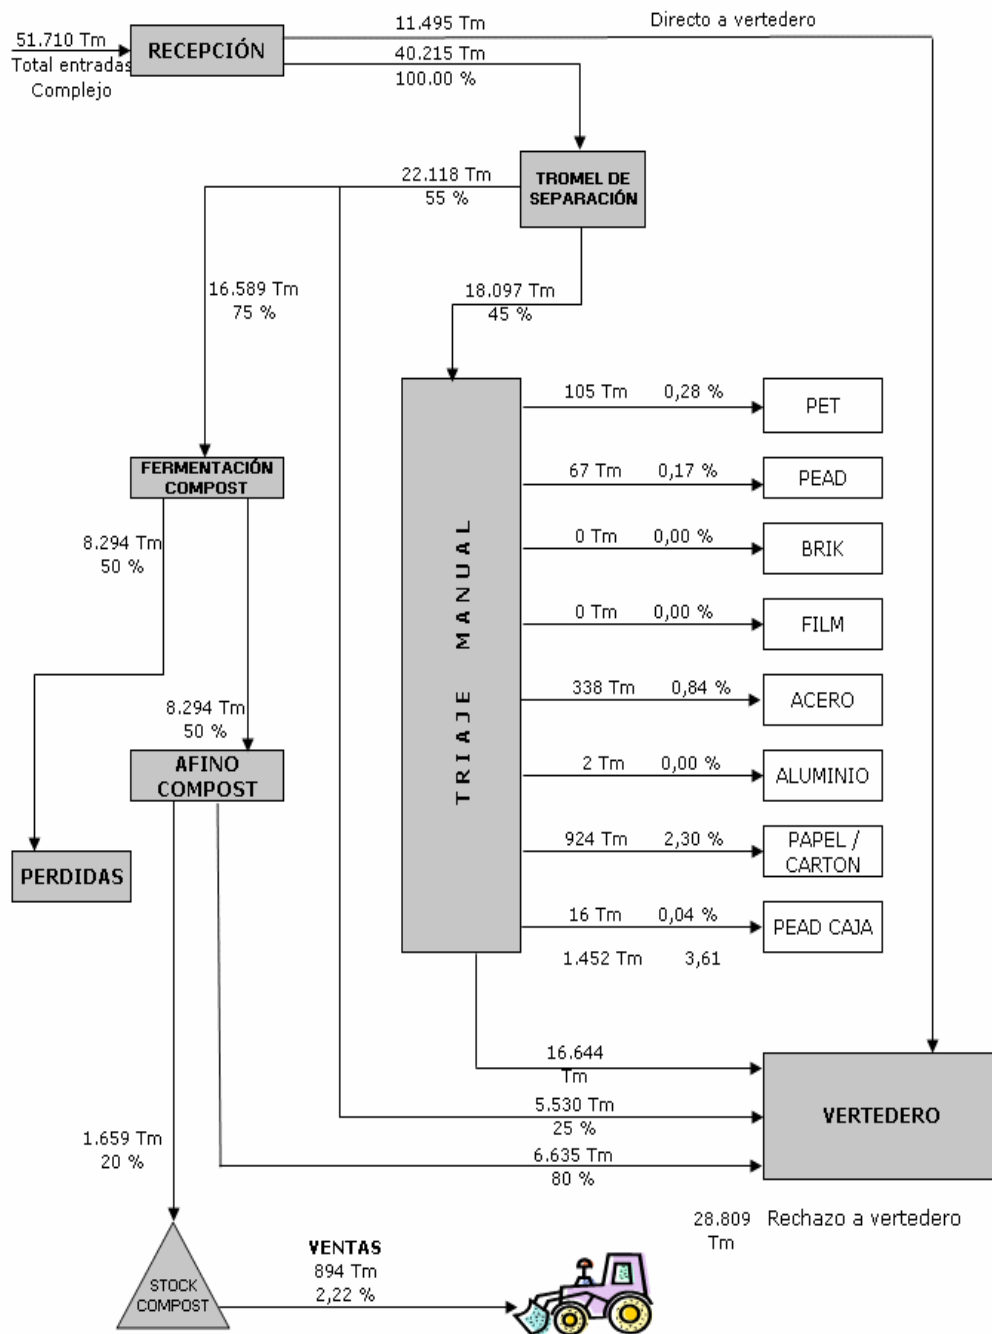 11.495 Tm
Directo a vertedero
51.710 Tm
RECEPCIÓN
40.215 Tm
Total entradas
100.00 %
Complejo
22.118 Tm
TROMEL DE
55 %
SEPARACIÓN
16.589 Tm
75 %
18.097 Tm
45 %
105 Tm 0,28 %
PET
FERMENTACIÓN
COMPOST
67 Tm 0,17 %
PEAD
8.294 Tm
50 %
0 Tm 0,00 %
BRIK
TRIAJE MANUAL
0 Tm 0,00 %
FILM
338 Tm 0,84 %
ACERO
8.294 Tm
50 %
AFINO
COMPOST
2 Tm 0,00 %
ALUMINIO
924 Tm 2,30 %
PAPEL /
CARTON
PERDIDAS
16 Tm 0,04 %
PEAD CAJA
1.452 Tm 3,61
16.644
Tm
5.530 Tm
25 %
VERTEDERO
1.659 Tm
20 %
6.635 Tm
80 %
28.809 Rechazo a vertedero
Tm
VENTAS
894 Tm
2,22 %
STOCK
COMPOST